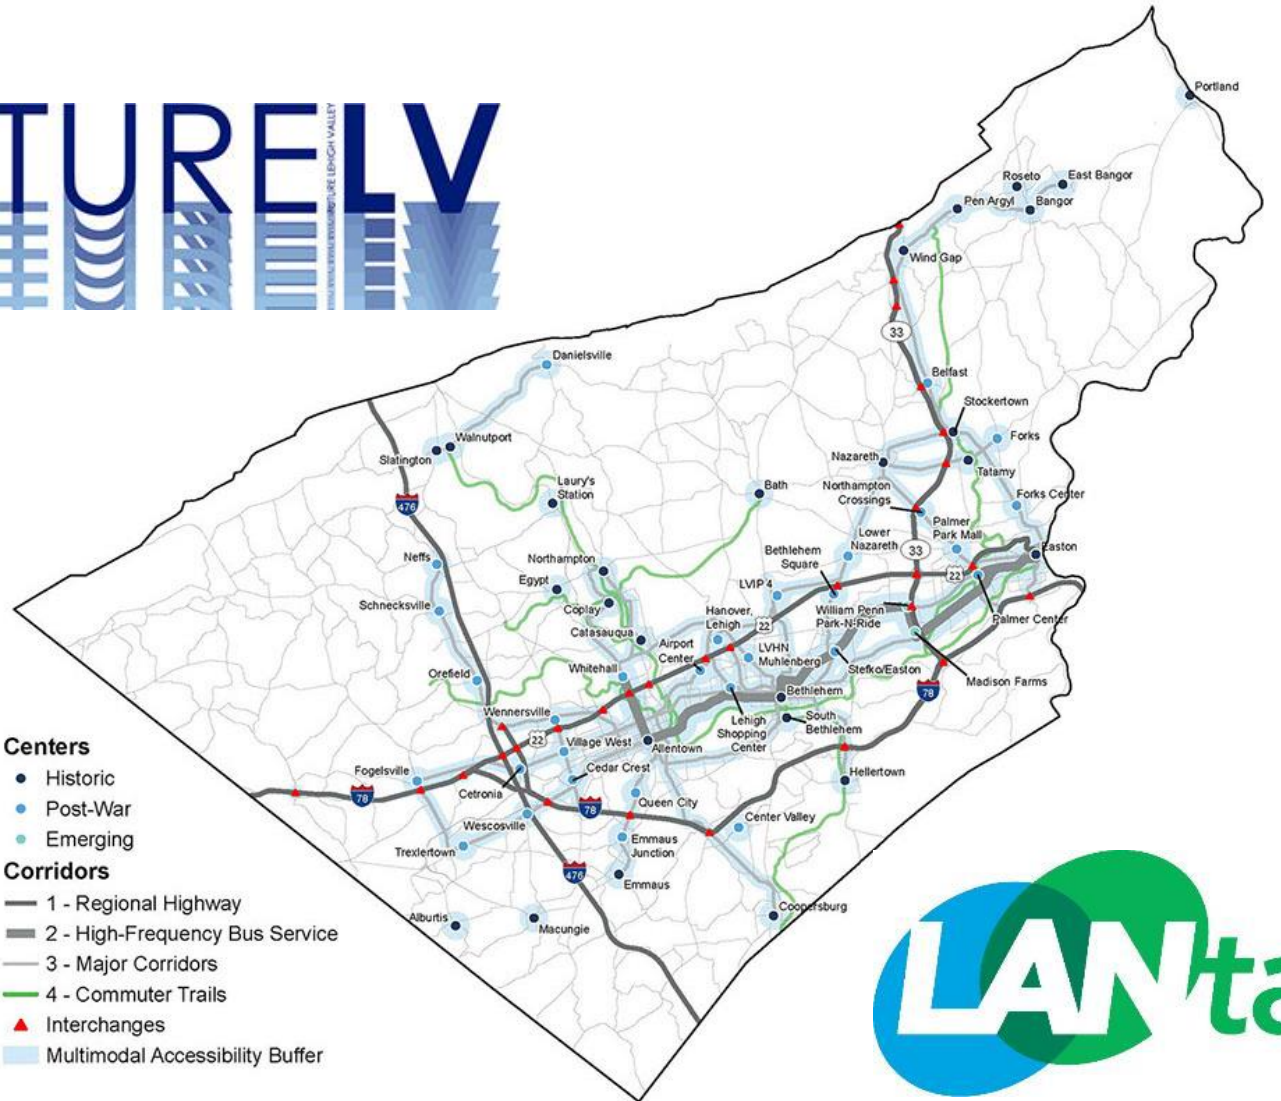 TURELV
TURE LEHIGH VALLEY
Portland
Roseto
East Bangor
Pen Argyl
Bangor
Wind Gap
33
Danielsville
Belfast
Stockertown
Walnutport
Forks
Slatington
Nazareth
Tatamy
Laury's
Station
Bath
Northampton
Crossings
Forks Center
476
Palmer
Park Mall
Lower
Nazareth
33
Easton
Bethlehem
Square
Neffs
Northampton
22
Egypt
LVIP 4
Schnecksville
Coplay
Hanover,
Lehigh
William Penn
Park-N-Ride
22
Palmer Center
Catasauqua
Airport
Center
LVHN
Muhlenberg
Whitehall
Stefko/Easton
Orefield
Madison Farms
78
Bethlehem
Wennersville
Lehigh
Shopping
Center
South
Bethlehem
22
Village West
Allentown
Fogelsville
Cedar Crest
Hellertown
Cetronia
78
78
Queen City
Wescosville
Center Valley
Emmaus
Junction
Trexlertown
476
Emmaus
Coopersburg
Alburtis
Macungie
Centers
Historic
Post-War
Emerging
Corridors
1 - Regional Highway
2 - High-Frequency Bus Service
3 - Major Corridors
4 - Commuter Trails
Interchanges
Multimodal Accessibility Buffer
LANta